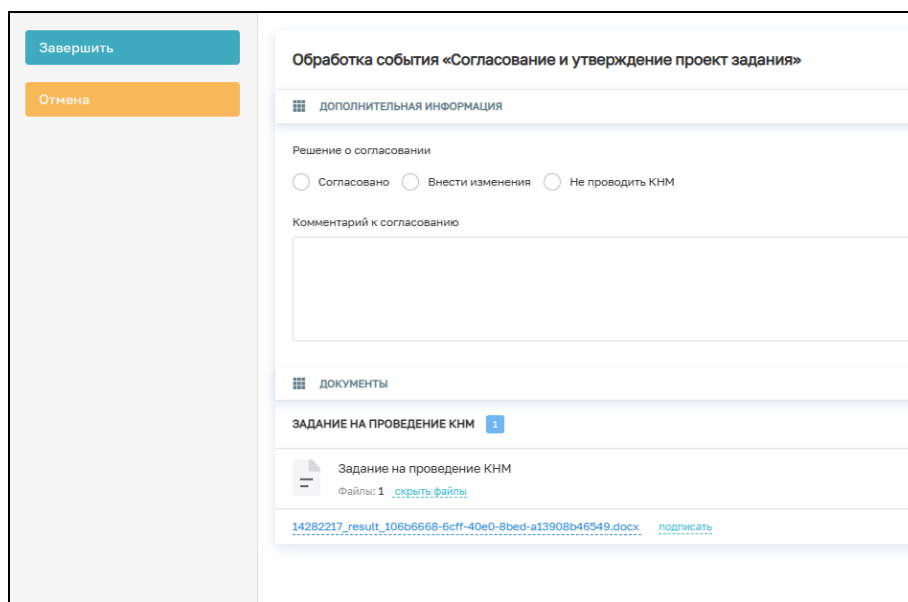 Завершить
Отмена
Обработка события «Согласование и утверждение проект задания»
ДОПОЛНИТЕЛЬНАЯ ИНФОРМАЦИЯ
Решение о согласовании
Согласовано Внести изменения Не проводить КНМ
Комментарий к согласованию
ДОКУМЕНТЫ
ЗАДАНИЕ НА ПРОВЕДЕНИЕ КНМ 1
Задание на проведение КНМ
Файлы: 1 скрыть файлы
14282217_result_106b6668-6cff-40e0-8bed-a13908b46549.docx подписать